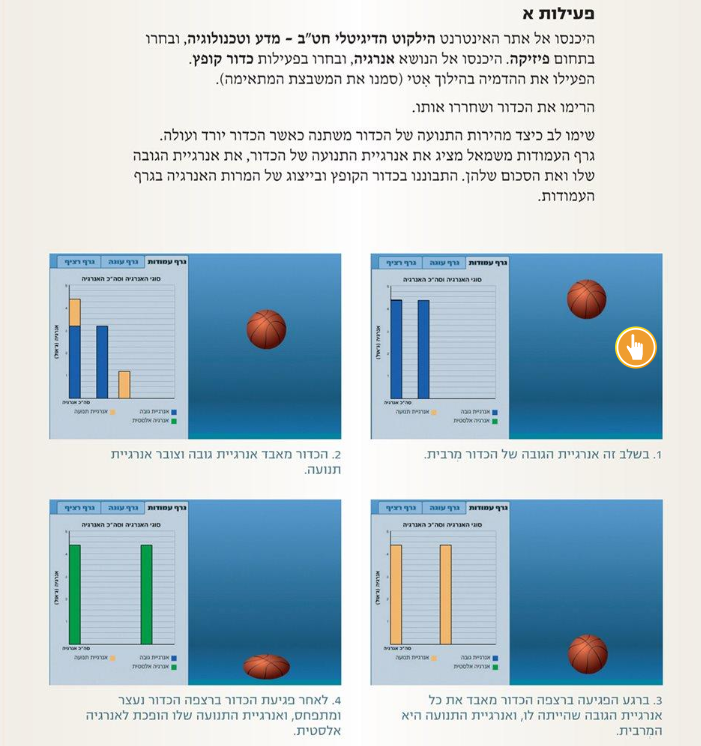 פעילות א
היכנסו אל אתר האינטרנט הילקוט הדיגיטלי חט"ב – מדע וטכנולוגיה, ובחרו
בתחום פיזיקה. היכנסו אל הנושא אנרגיה, ובחרו בפעילות כדור קופץ.
הפעילו את ההדמיה בהילוך אטי (סמנו את המשבצת המתאימה).
הרימו את הכדור ושחררו אותו.
שימו לב כיצד מהירות התנועה של הכדור משתנה כאשר הכדור יורד ועולה.
גרף העמודות משמאל מציג את אנרגיית התנועה של הכדור, את אנרגיית הגובה
שלו ואת הסכום שלהן. התבוננו בכדור הקופץ ובייצוג של המרות האנרגיה בגרף
העמודות.
גרף עמודות גרף עוגה גרף רציף
סוגי האנרגיה וסה"כ האנרגיה
אנרגיה (ג'אול)
סה"כ אנרגיה
אנרגיית גובה אנרגיית תנועה
אנרגיה אלסטית
1. בשלב זה אנרגיית הגובה של הכדור מרבית.
גרף עמודות גרף עוגה גרף רציף
סוגי האנרגיה וסה"כ האנרגיה
אנרגיה (ג'אול)
סה"כ אנרגיה
אנרגיית גובה אנרגיית תנועה
אנרגיה אלסטית
2. הכדור מאבד אנרגיית גובה וצובר אנרגיית
תנועה.
גרף עמודות גרף עוגה גרף רציף
סוגי האנרגיה וסה"כ האנרגיה
אנרגיה (ג'אול)
סה"כ אנרגיה
אנרגיית גובה אנרגיית תנועה
אנרגיה אלסטית
3. ברגע הפגיעה ברצפה הכדור מאבד את כל
אנרגיית הגובה שהייתה לו, ואנרגיית התנועה היא
המרבית.
גרף עמודות גרף עוגה גרף רציף
סוגי האנרגיה וסה"כ האנרגיה
אנרגיה (ג'אול)
סה"כ אנרגיה
אנרגיית גובה אנרגיית תנועה
אנרגיה אלסטית
4. לאחר פגיעת הכדור ברצפה הכדור נעצר
ומתפחס, ואנרגיית התנועה שלו הופכת לאנרגיה
אלסטית.